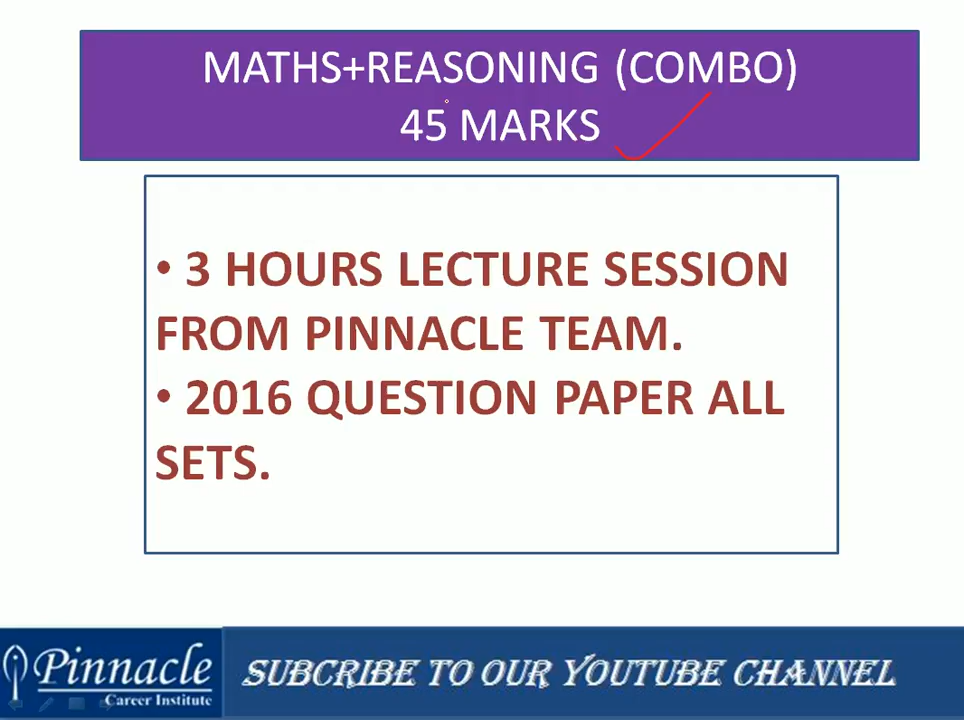 MATHS+REASONING (COMBO)
45 MARKS
• 3 HOURS LECTURE SESSION
FROM PINNACLE TEAM.
• 2016 QUESTION PAPER ALL
SETS.
Pinnacle
Career Institute
SUBCRIBE TO OUR YOUTUBE CHANNEL